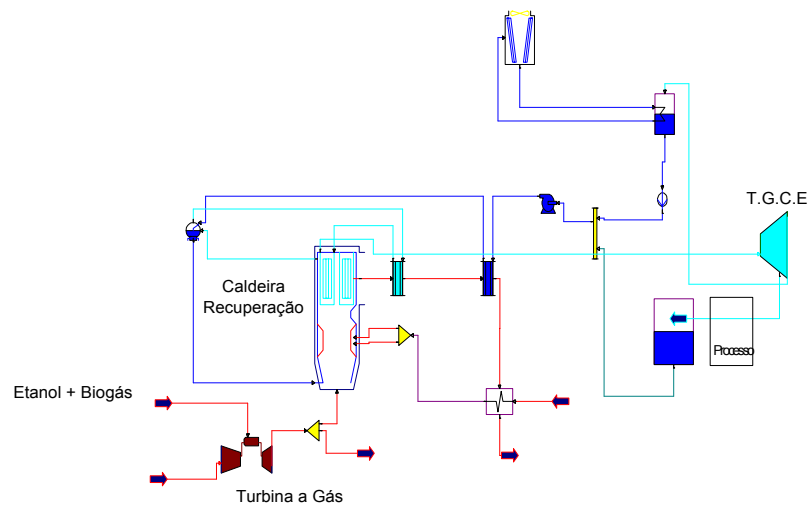 T.G.C.E
Caldeira
Recuperação
Processo
Etanol + Biogás
Turbina a Gás